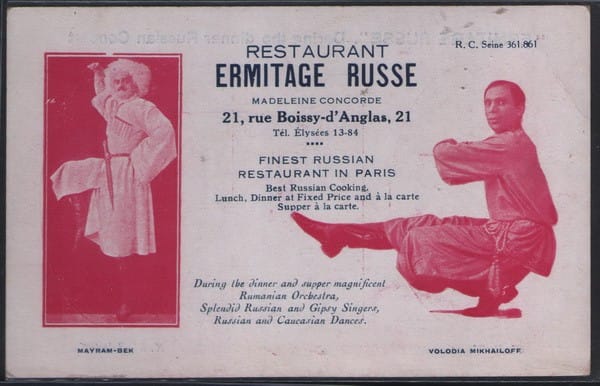 RESTAURANT
R. C. Seine 361.861
ERMITAGE RUSSE
MADELEINE CONCORDE
21, rue Boissy-d'Anglas, 21
Tél. Élysées 13-84
FINEST RUSSIAN
RESTAURANT IN PARIS
Best Russian Cooking,
Lunch, Dinner at Fixed Price and à la carte
Supper à la carte.
During the dinner and supper magnificent
Rumanian Orchestra,
Splendid Russian and Gipsy Singers,
Russian and Caucasian Dances.
MAYRAM-BEK
VOLODIA MIKHAILOFF